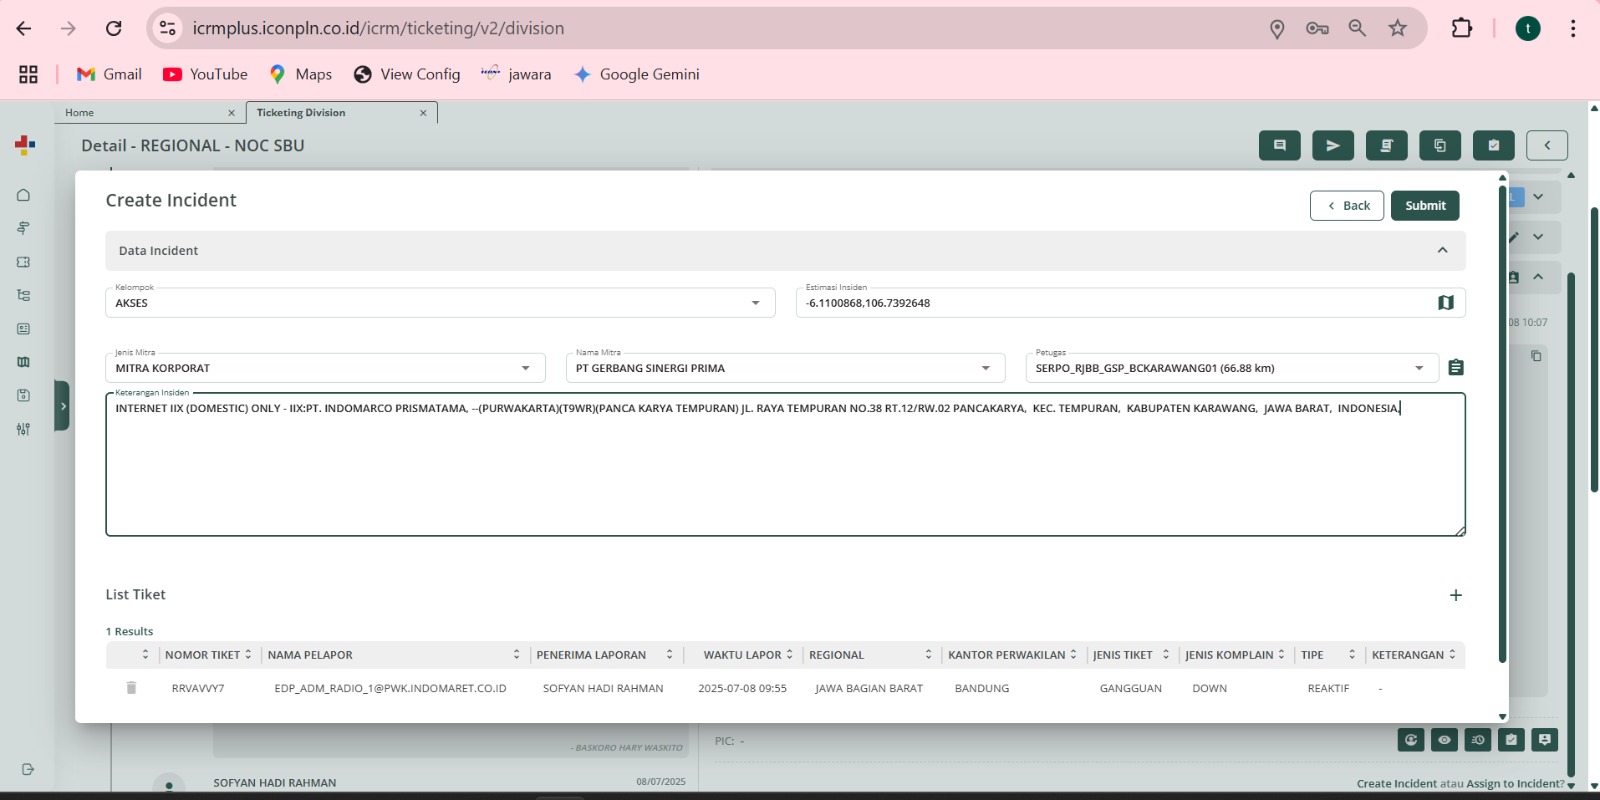 icrmplus.iconpln.co.id/icrm/ticketing/v2/division
t
Gmail
YouTube
Maps
View Config
jawara
Google Gemini
Home
Ticketing Division
Detail - REGIONAL - NOC SBU
Create Incident
Back
Submit
Data Incident
Kelompok
AKSES
Estimasi Insiden
-6.1100868,106.7392648
08 10:07
Jenis Mitra
MITRA KORPORAT
Nama Mitra
PT GERBANG SINERGI PRIMA
Petugas
SERPO_RJBB_GSP_BCKARAWANG01 (66.88 km)
Keterangan Insiden
INTERNET IIX (DOMESTIC) ONLY - IIX:PT. INDOMARCO PRISMATAMA, --(PURWAKARTA)(T9WR)(PANCA KARYA TEMPURAN) JL. RAYA TEMPURAN NO.38 RT.12/RW.02 PANCAKARYA,  KEC. TEMPURAN,  KABUPATEN KARAWANG,  JAWA BARAT,  INDONESIA,
List Tiket
1 Results
NOMOR TIKET NAMA PELAPOR PENERIMA LAPORAN WAKTU LAPOR REGIONAL KANTOR PERWAKILAN JENIS TIKET JENIS KOMPLAIN TIPE KETERANGAN
RRVAVVY7 EDP_ADM_RADIO_1@PWK.INDOMARET.CO.ID SOFYAN HADI RAHMAN 2025-07-08 09:55 JAWA BAGIAN BARAT BANDUNG GANGGUAN DOWN REAKTIF -
- BASKORO HARY WASKITO
PIC: -
SOFYAN HADI RAHMAN
08/07/2025
Create Incident atau Assign to Incident?